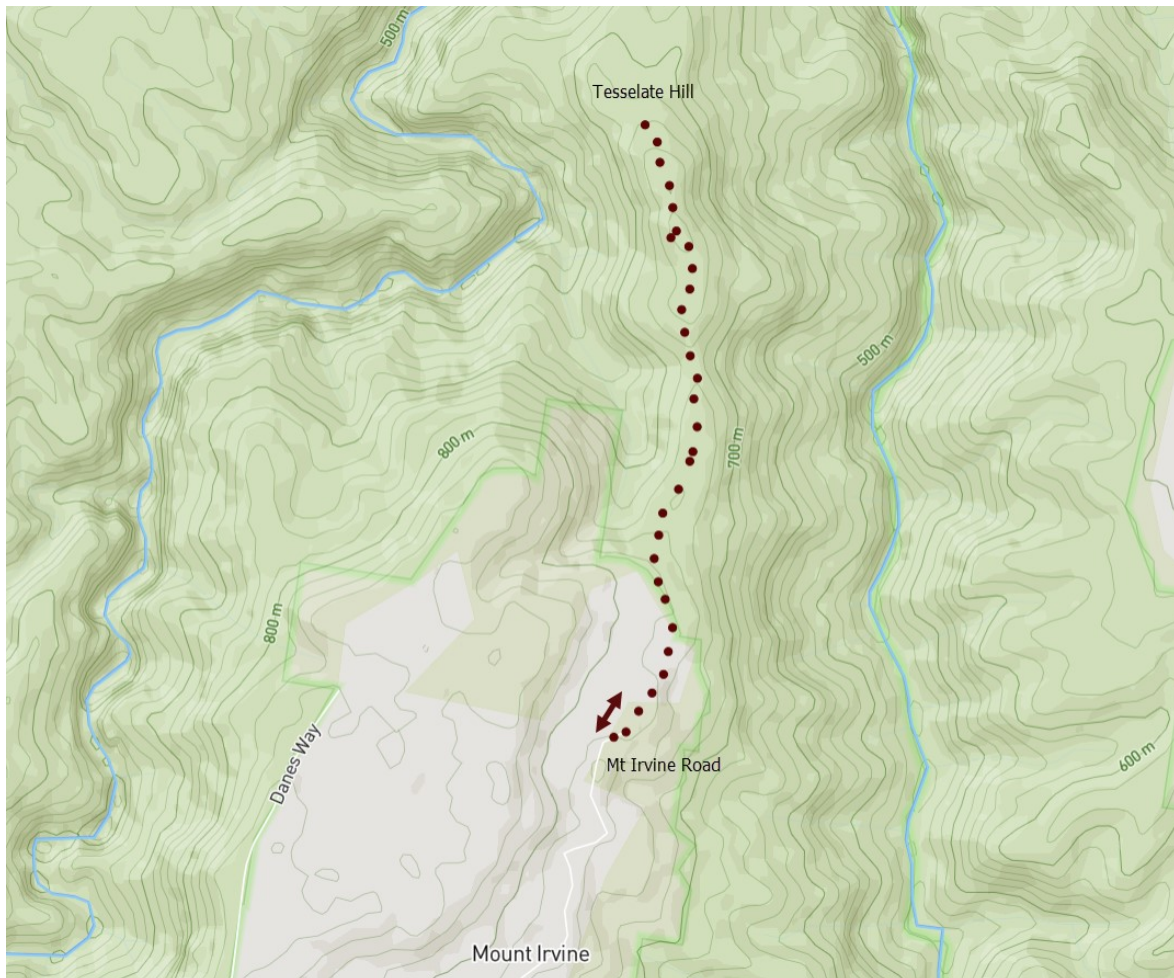 500 m
Tesselate Hill
500 m
800 m
700 m
800 m
Danes Way
Mt Irvine Road
600 m
Mount Irvine